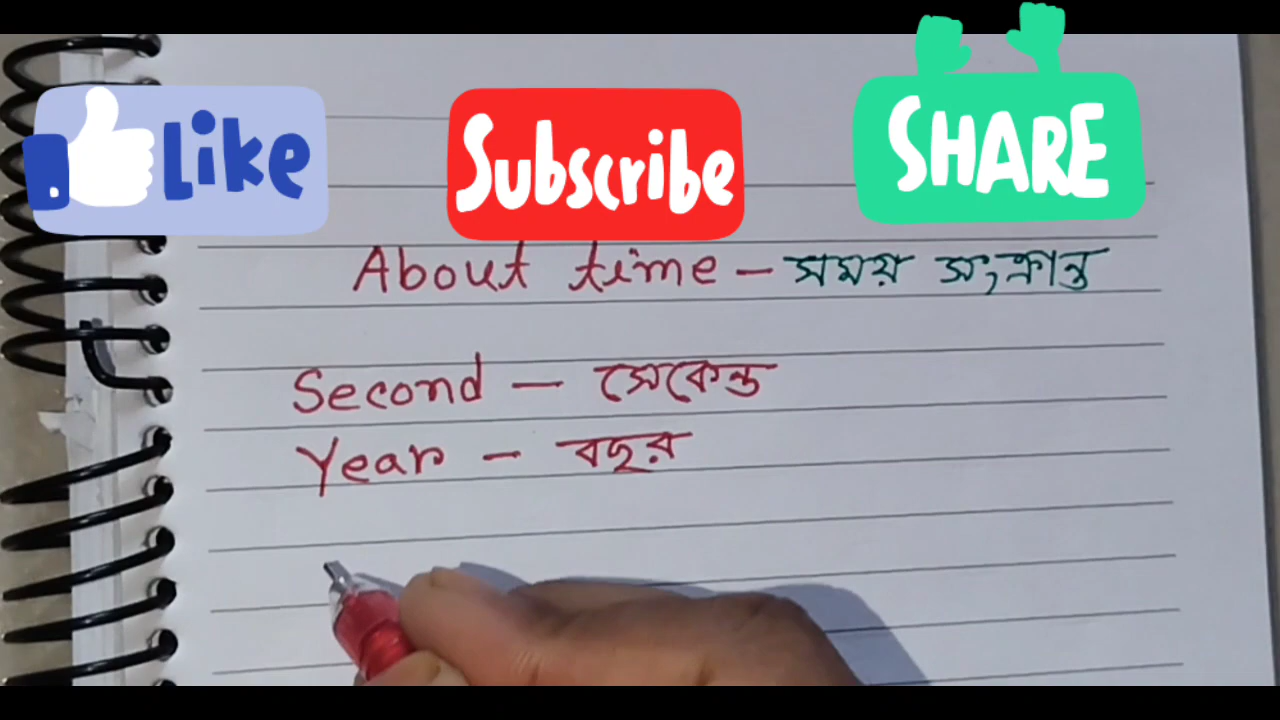 Like
Subscribe
SHARE
About time – সময় সংক্রান্ত
Second – সেকেন্ড
Year – বছর